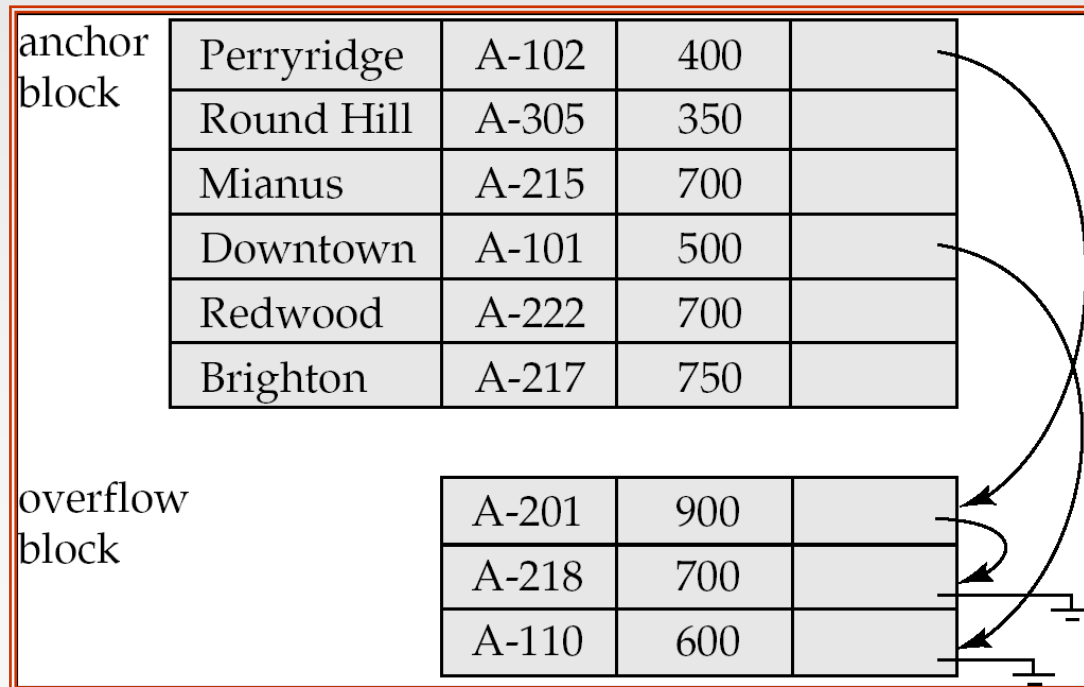 anchor
block
Perryridge A-102 400
Round Hill A-305 350
Mianus A-215 700
Downtown A-101 500
Redwood A-222 700
Brighton A-217 750
overflow
block
A-201 900
A-218 700
A-110 600